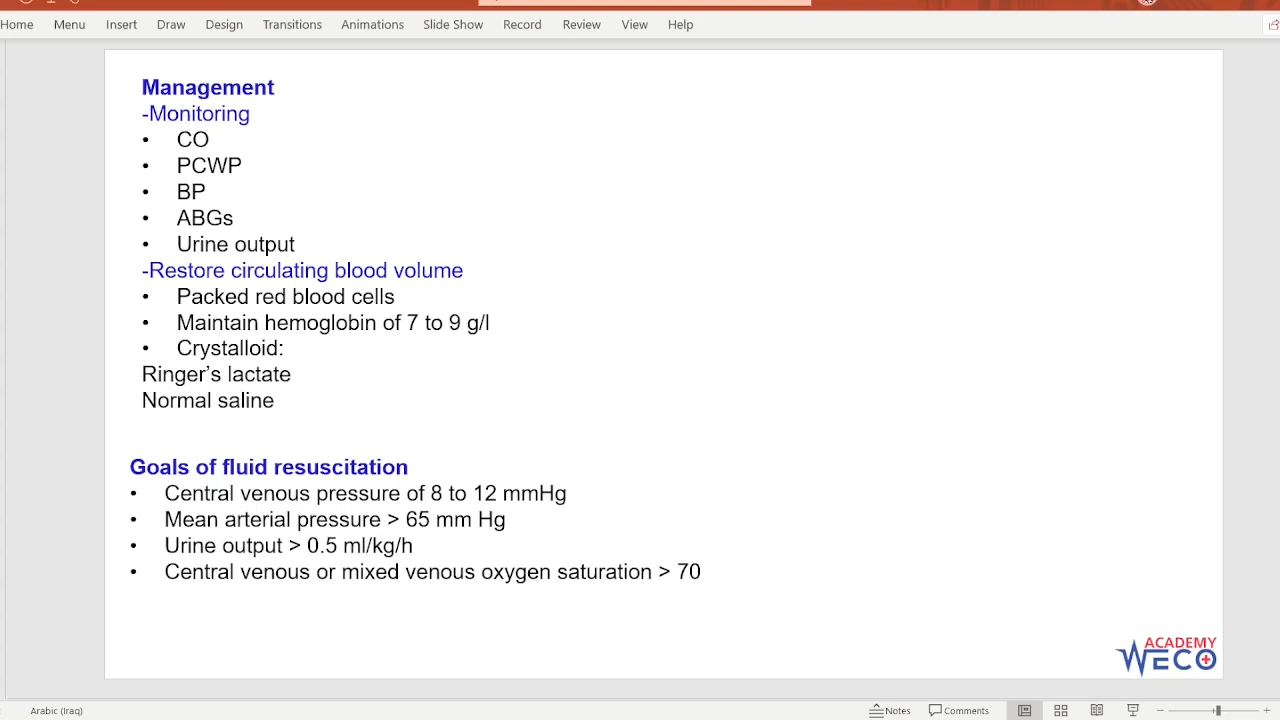 Home Menu Insert Draw Design Transitions Animations Slide Show Record Review View Help
Management
-Monitoring
• CO
• PCWP
• BP
• ABGs
• Urine output
-Restore circulating blood volume
• Packed red blood cells
• Maintain hemoglobin of 7 to 9 g/l
• Crystalloid:
Ringer’s lactate
Normal saline
Goals of fluid resuscitation
• Central venous pressure of 8 to 12 mmHg
• Mean arterial pressure > 65 mm Hg
• Urine output > 0.5 ml/kg/h
• Central venous or mixed venous oxygen saturation > 70
ACADEMY
WECO
Arabic (Iraq) Notes Comments